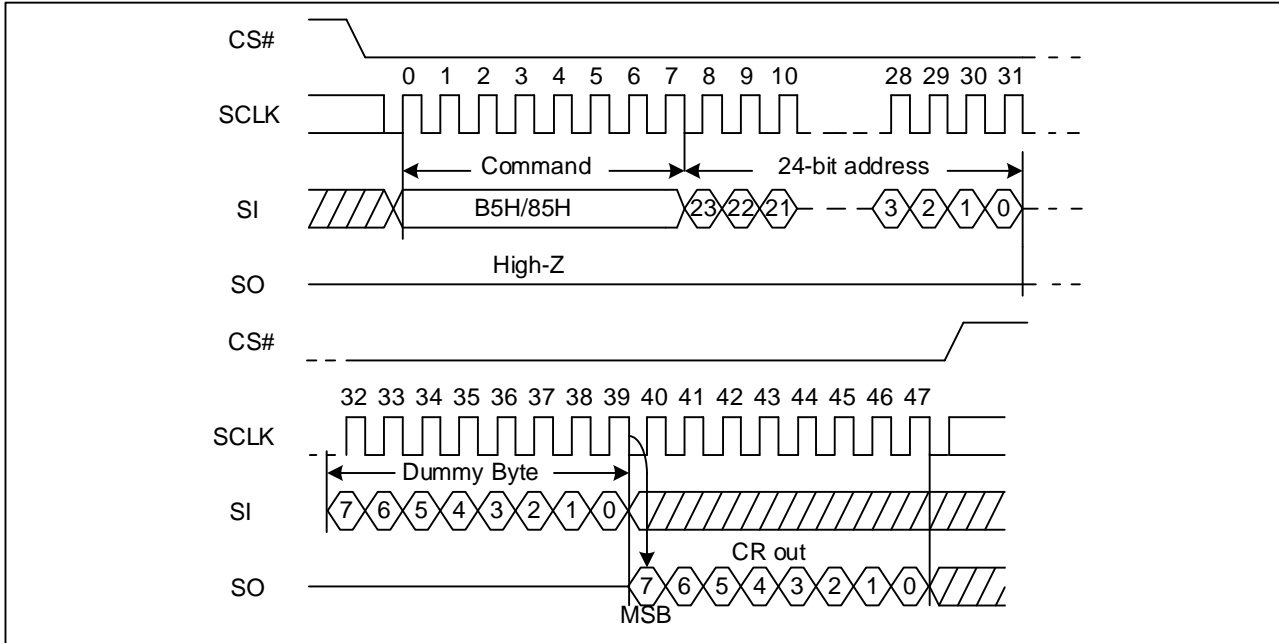 CS#
0 1 2 3 4 5 6 7 8 9 10 28 29 30 31
SCLK
Command 24-bit address
SI B5H/85H 23 22 21 3 2 1 0
High-Z
SO
CS#
32 33 34 35 36 37 38 39 40 41 42 43 44 45 46 47
SCLK
Dummy Byte
SI 7 6 5 4 3 2 1 0
CR out
SO 7 6 5 4 3 2 1 0
MSB